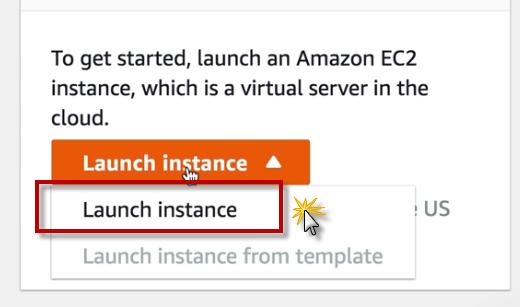 To get started, launch an Amazon EC2
instance, which is a virtual server in the
cloud.
Launch instance
Launch instance
US
Launch instance from template